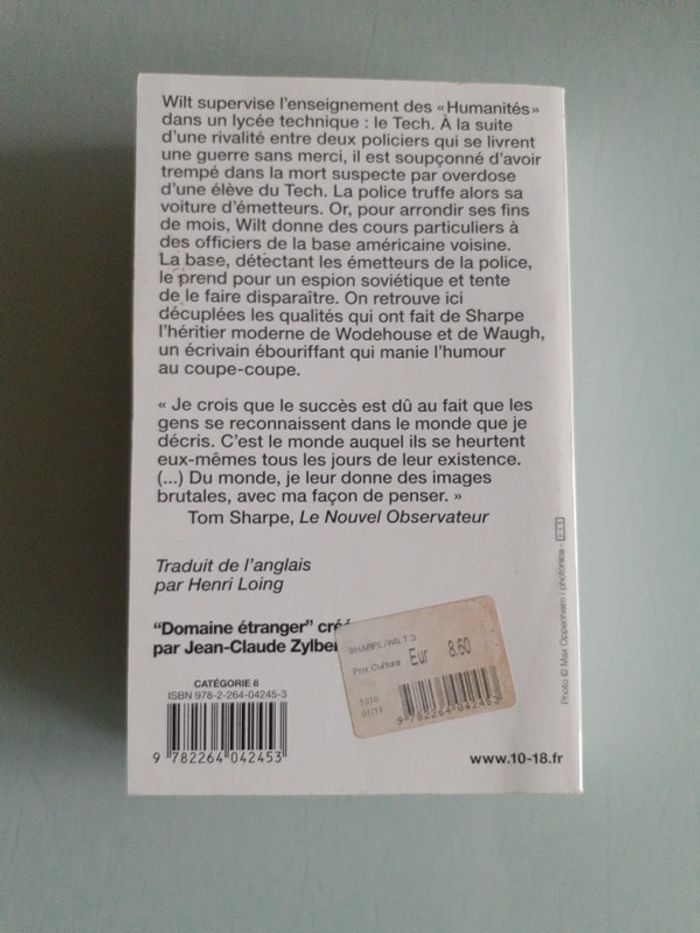 Wilt supervise l'enseignement des «Humanités»
dans un lycée technique : le Tech. À la suite
d'une rivalité entre deux policiers qui se livrent
une guerre sans merci, il est soupçonné d'avoir
trempé dans la mort suspecte par overdose
d'une élève du Tech. La police truffe alors sa
voiture d'émetteurs. Or, pour arrondir ses fins
de mois, Wilt donne des cours particuliers à
des officiers de la base américaine voisine.
La base, détectant les émetteurs de la police,
le prend pour un espion soviétique et tente
de le faire disparaître. On retrouve ici
décuplées les qualités qui ont fait de Sharpe
l'héritier moderne de Wodehouse et de Waugh,
un écrivain ébouriffant qui manie l'humour
au coupe-coupe.
« Je crois que le succès est dû au fait que les
gens se reconnaissent dans le monde que je
décris. C'est le monde auquel ils se heurtent
eux-mêmes tous les jours de leur existence.
(...) Du monde, je leur donne des images
brutales, avec ma façon de penser. »
Tom Sharpe, Le Nouvel Observateur
Traduit de l'anglais
par Henri Loing
"Domaine étranger" créé
par Jean-Claude Zylber
SHARPE/WILT 3
Prix Cultura Eur 8.60
1310
01/11
9 782264 042453
CATÉGORIE 8
ISBN 978-2-264-04245-3
9 782264 042453
www.10-18.fr
Photo © Max Oppenheim | photonica -